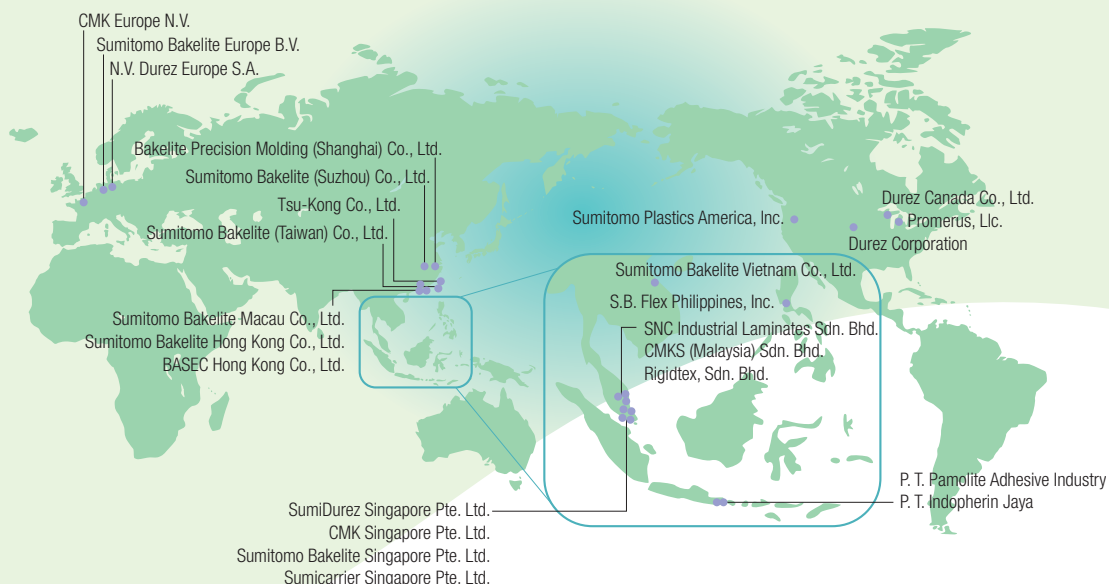 CMK Europe N.V.
Sumitomo Bakelite Europe B.V.
N.V. Durez Europe S.A.
Bakelite Precision Molding (Shanghai) Co., Ltd.
Sumitomo Bakelite (Suzhou) Co., Ltd.
Tsu-Kong Co., Ltd.
Sumitomo Bakelite (Taiwan) Co., Ltd.
Sumitomo Bakelite Macau Co., Ltd.
Sumitomo Bakelite Hong Kong Co., Ltd.
BASEC Hong Kong Co., Ltd.
Sumitomo Plastics America, Inc.
Durez Canada Co., Ltd.
Promerus, Llc.
Durez Corporation
Sumitomo Bakelite Vietnam Co., Ltd.
S.B. Flex Philippines, Inc.
SNC Industrial Laminates Sdn. Bhd.
CMKS (Malaysia) Sdn. Bhd.
Rigidtex, Sdn. Bhd.
P. T. Pamolite Adhesive Industry
P. T. Indopherin Jaya
SumiDurez Singapore Pte. Ltd.
CMK Singapore Pte. Ltd.
Sumitomo Bakelite Singapore Pte. Ltd.
Sumicarrier Singapore Pte. Ltd.